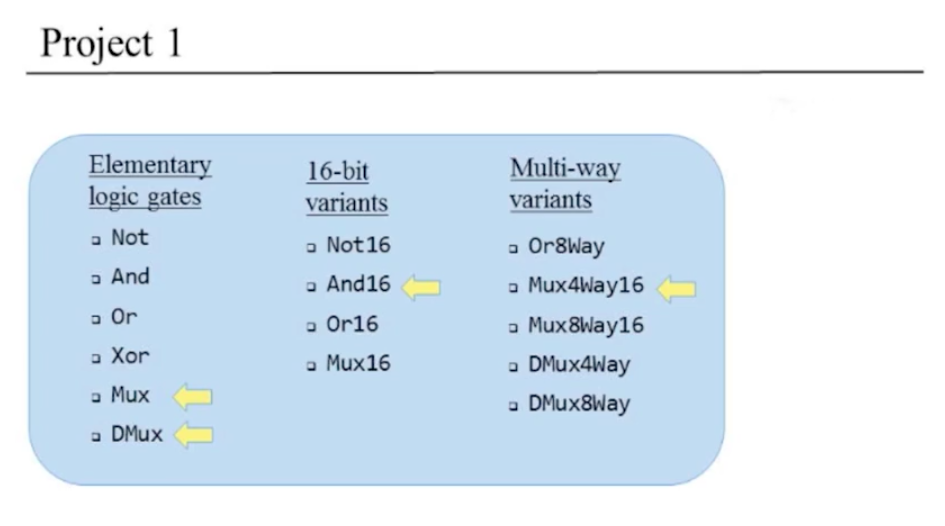 Project 1
Elementary
logic gates
Not
And
Or
Xor
Mux
DMux
16-bit
variants
Not16
And16
Or16
Mux16
Multi-way
variants
Or8Way
Mux4Way16
Mux8Way16
DMux4Way
DMux8Way